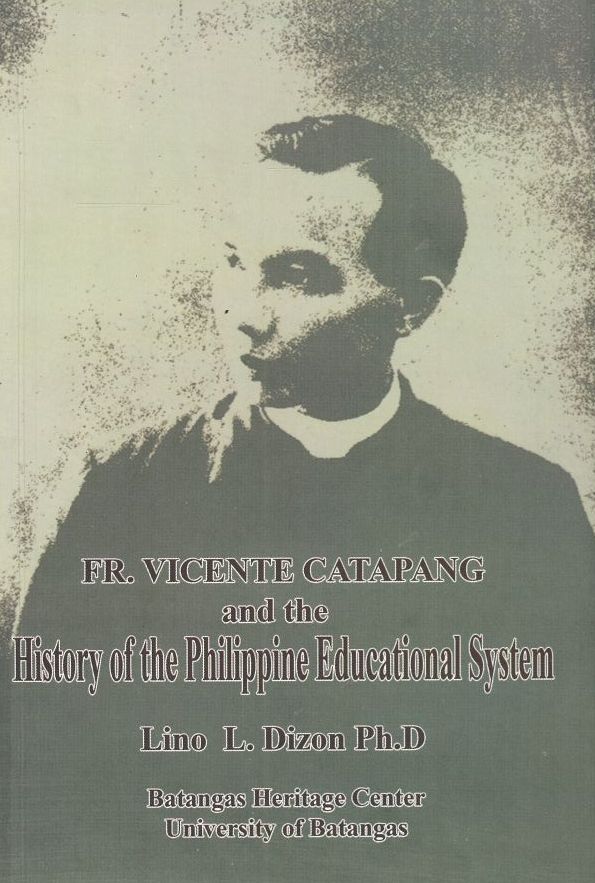 FR. VICENTE CATAPANG
and the
History of the Philippine Educational System
Lino L. Dizon Ph.D
Batangas Heritage Center
University of Batangas